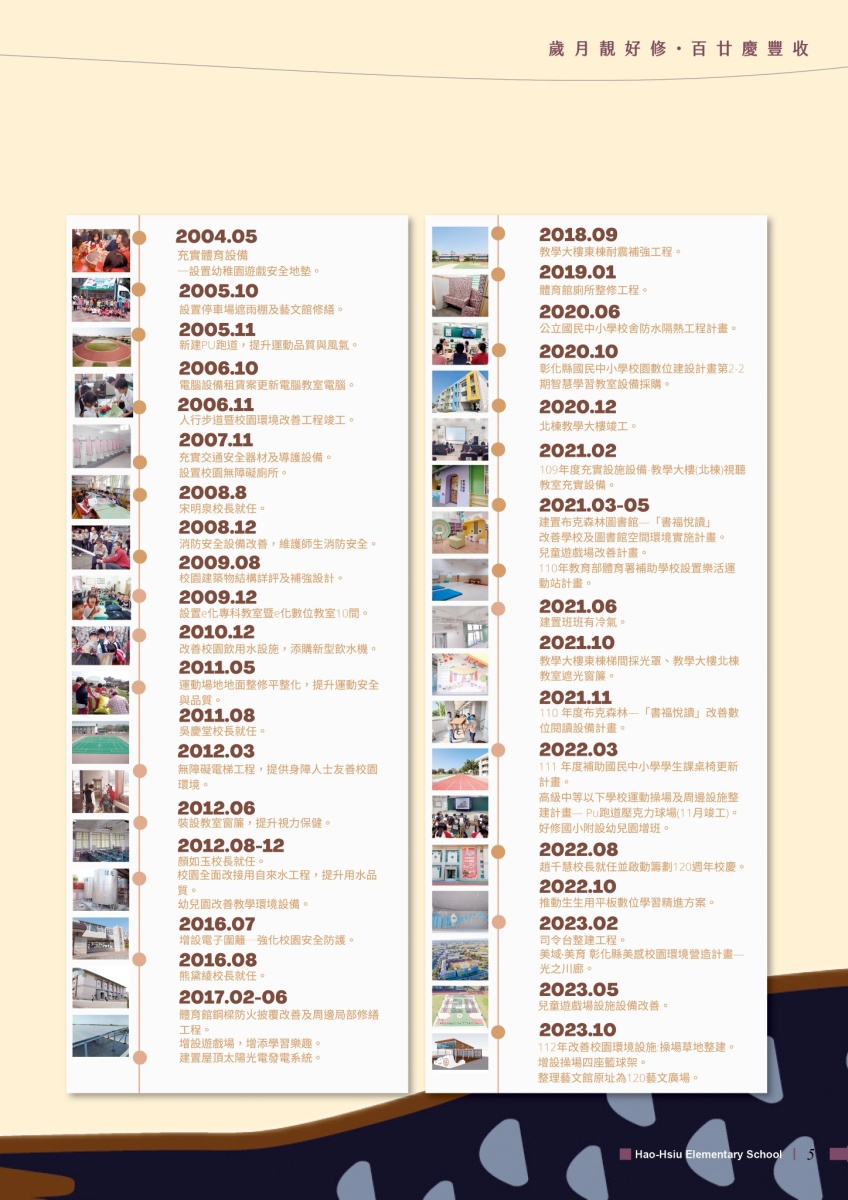 歲月靚好修・百廿慶豐收
2004.05
充實體育設備
—設置幼稚園遊戲安全地墊。
2005.10
設置停車場遮雨棚及藝文館修繕。
2005.11
新建PU跑道，提升運動品質與風氣。
2006.10
電腦設備租賃案更新電腦教室電腦。
2006.11
人行步道暨校園環境改善工程竣工。
2007.11
充實交通安全器材及導護設備。
設置校園無障礙廁所。
2008.8
宋明泉校長就任。
2008.12
消防安全設備改善，維護師生消防安全。
2009.08
校園建築物結構詳評及補強設計。
2009.12
設置e化專科教室暨e化數位教室10間。
2010.12
改善校園飲用水設施，添購新型飲水機。
2011.05
運動場地地面整修平整化，提升運動安全
與品質。
2011.08
吳慶堂校長就任。
2012.03
無障礙電梯工程，提供身障人士友善校園
環境。
2012.06
裝設教室窗簾，提升視力保健。
2012.08-12
顏如玉校長就任。
校園全面改接用自來水工程，提升用水品
質。
幼兒園改善教學環境設備。
2016.07
增設電子圍籬—強化校園安全防護。
2016.08
熊黛綾校長就任。
2017.02-06
體育館鋼樑防火披覆改善及周邊局部修繕
工程。
增設遊戲場，增添學習樂趣。
建置屋頂太陽光電發電系統。
2018.09
教學大樓東棟耐震補強工程。
2019.01
體育館廁所整修工程。
2020.06
公立國民中小學校舍防水隔熱工程計畫。
2020.10
彰化縣國民中小學校園數位建設計畫第2-2
期智慧學習教室設備採購。
2020.12
北棟教學大樓竣工。
2021.02
109年度充實設施設備-教學大樓(北棟)視聽
教室充實設備。
2021.03-05
建置布克森林圖書館—「書福悅讀」
改善學校及圖書館空間環境實施計畫。
兒童遊戲場改善計畫。
110年教育部體育署補助學校設置樂活運
動站計畫。
2021.06
建置班班有冷氣。
2021.10
教學大樓東棟梯間採光罩、教學大樓北棟
教室遮光窗簾。
2021.11
110 年度布克森林—「書福悅讀」改善數
位閱讀設備計畫。
2022.03
111 年度補助國民中小學學生課桌椅更新
計畫。
高級中等以下學校運動操場及周邊設施整
建計畫— Pu跑道壓克力球場(11月竣工)。
好修國小附設幼兒園增班。
2022.08
趙千慧校長就任並啟動籌劃120週年校慶。
2022.10
推動生生用平板數位學習精進方案。
2023.02
司令台整建工程。
美域-美育 彰化縣美感校園環境營造計畫—
光之川廊。
2023.05
兒童遊戲場設施設備改善。
2023.10
112年改善校園環境設施:操場草地整建。
增設操場四座籃球架。
整理藝文館原址為120藝文廣場。
Hao-Hsiu Elementary School | 5